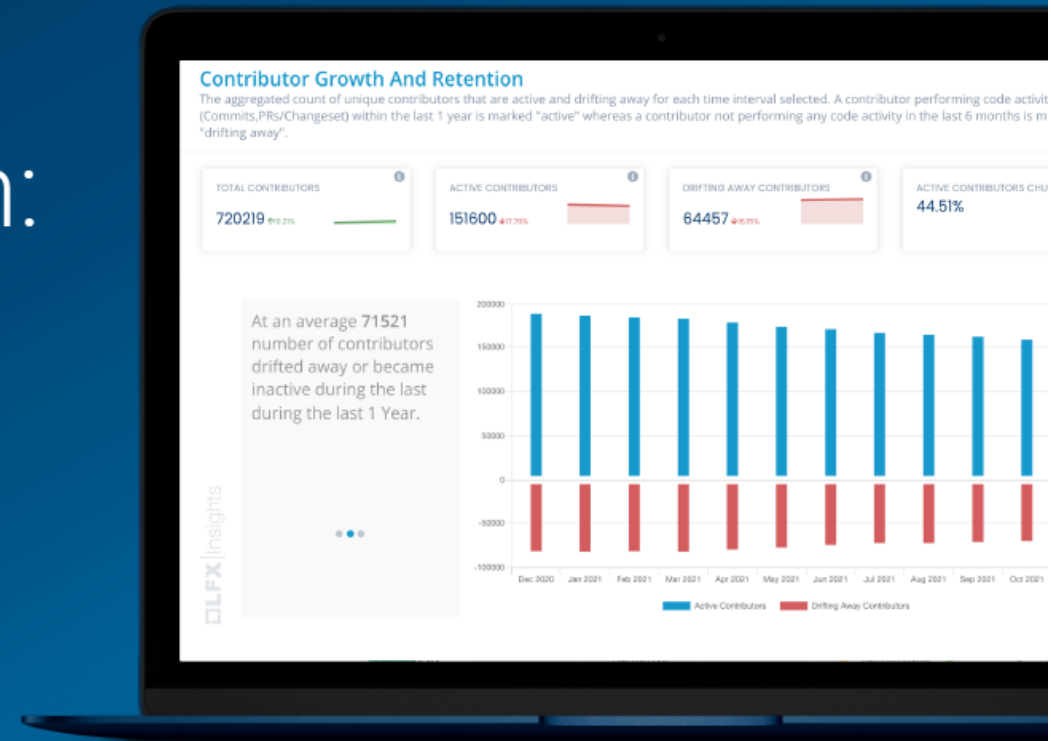 n:
Contributor Growth And Retention
The aggregated count of unique contributors that are active and drifting away for each time interval selected. A contributor performing code activit
(Commits,PRs/Changeset) within the last 1 year is marked "active" whereas a contributor not performing any code activity in the last 6 months is m
"drifting away".
TOTAL CONTRIBUTORS
720219
ACTIVE CONTRIBUTORS
151600
DRIFTING AWAY CONTRIBUTORS
64457
ACTIVE CONTRIBUTORS CHU
44.51%
At an average 71521
number of contributors
drifted away or became
inactive during the last
during the last 1 Year.
LFX Insights
200000
150000
100000
50000
0
-50000
-100000
Dec 2020 Jan 2021 Feb 2021 Mar 2021 Apr 2021 May 2021 Jun 2021 Jul 2021 Aug 2021 Sep 2021 Oct 2021
Active Contributors Drifting Away Contributors